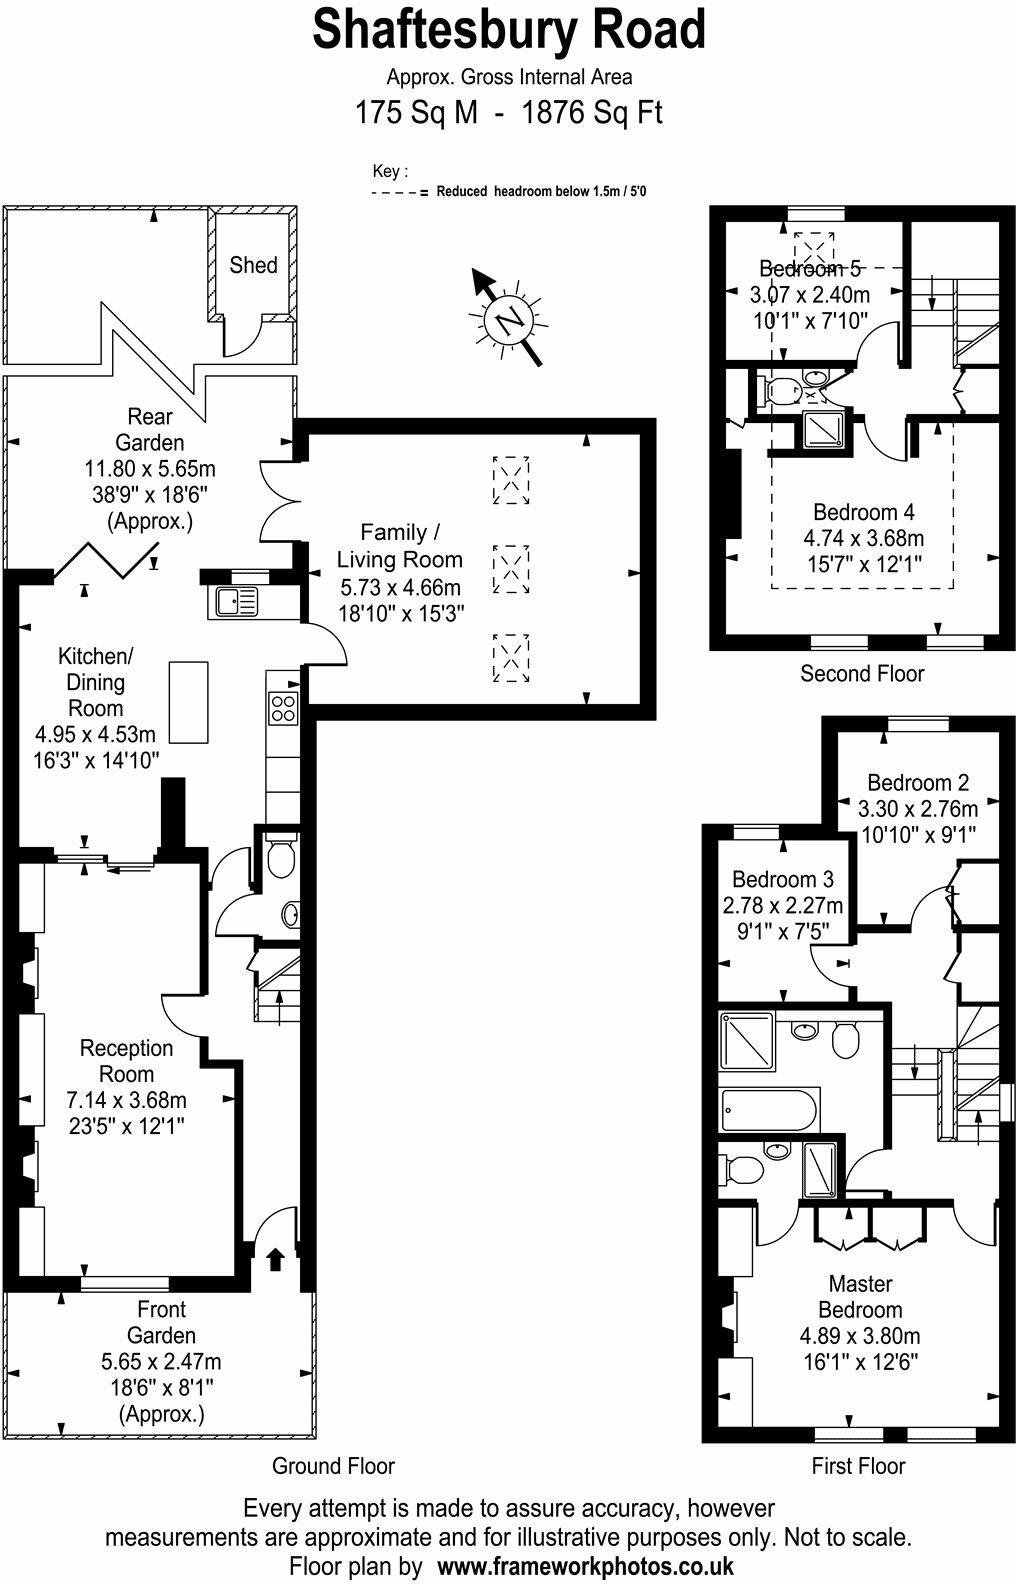 Shaftesbury Road
Approx. Gross Internal Area
175 Sq M - 1876 Sq Ft
Key :
= Reduced headroom below 1.5m / 5'0
Shed
N
Rear
Garden
11.80 x 5.65m
38'9" x 18'6"
(Approx.)
Family /
Living Room
5.73 x 4.66m
18'10" x 15'3"
Kitchen/
Dining
Room
4.95 x 4.53m
16'3" x 14'10"
Reception
Room
7.14 x 3.68m
23'5" x 12'1"
Front
Garden
5.65 x 2.47m
18'6" x 8'1"
(Approx.)
Ground Floor
Bedroom 5
3.07 x 2.40m
10'1" x 7'10"
Bedroom 4
4.74 x 3.68m
15'7" x 12'1"
Second Floor
Bedroom 2
3.30 x 2.76m
10'10" x 9'1"
Bedroom 3
2.78 x 2.27m
9'1" x 7'5"
Master
Bedroom
4.89 x 3.80m
16'1" x 12'6"
First Floor
Every attempt is made to assure accuracy, however
measurements are approximate and for illustrative purposes only. Not to scale.
Floor plan by www.frameworkphotos.co.uk